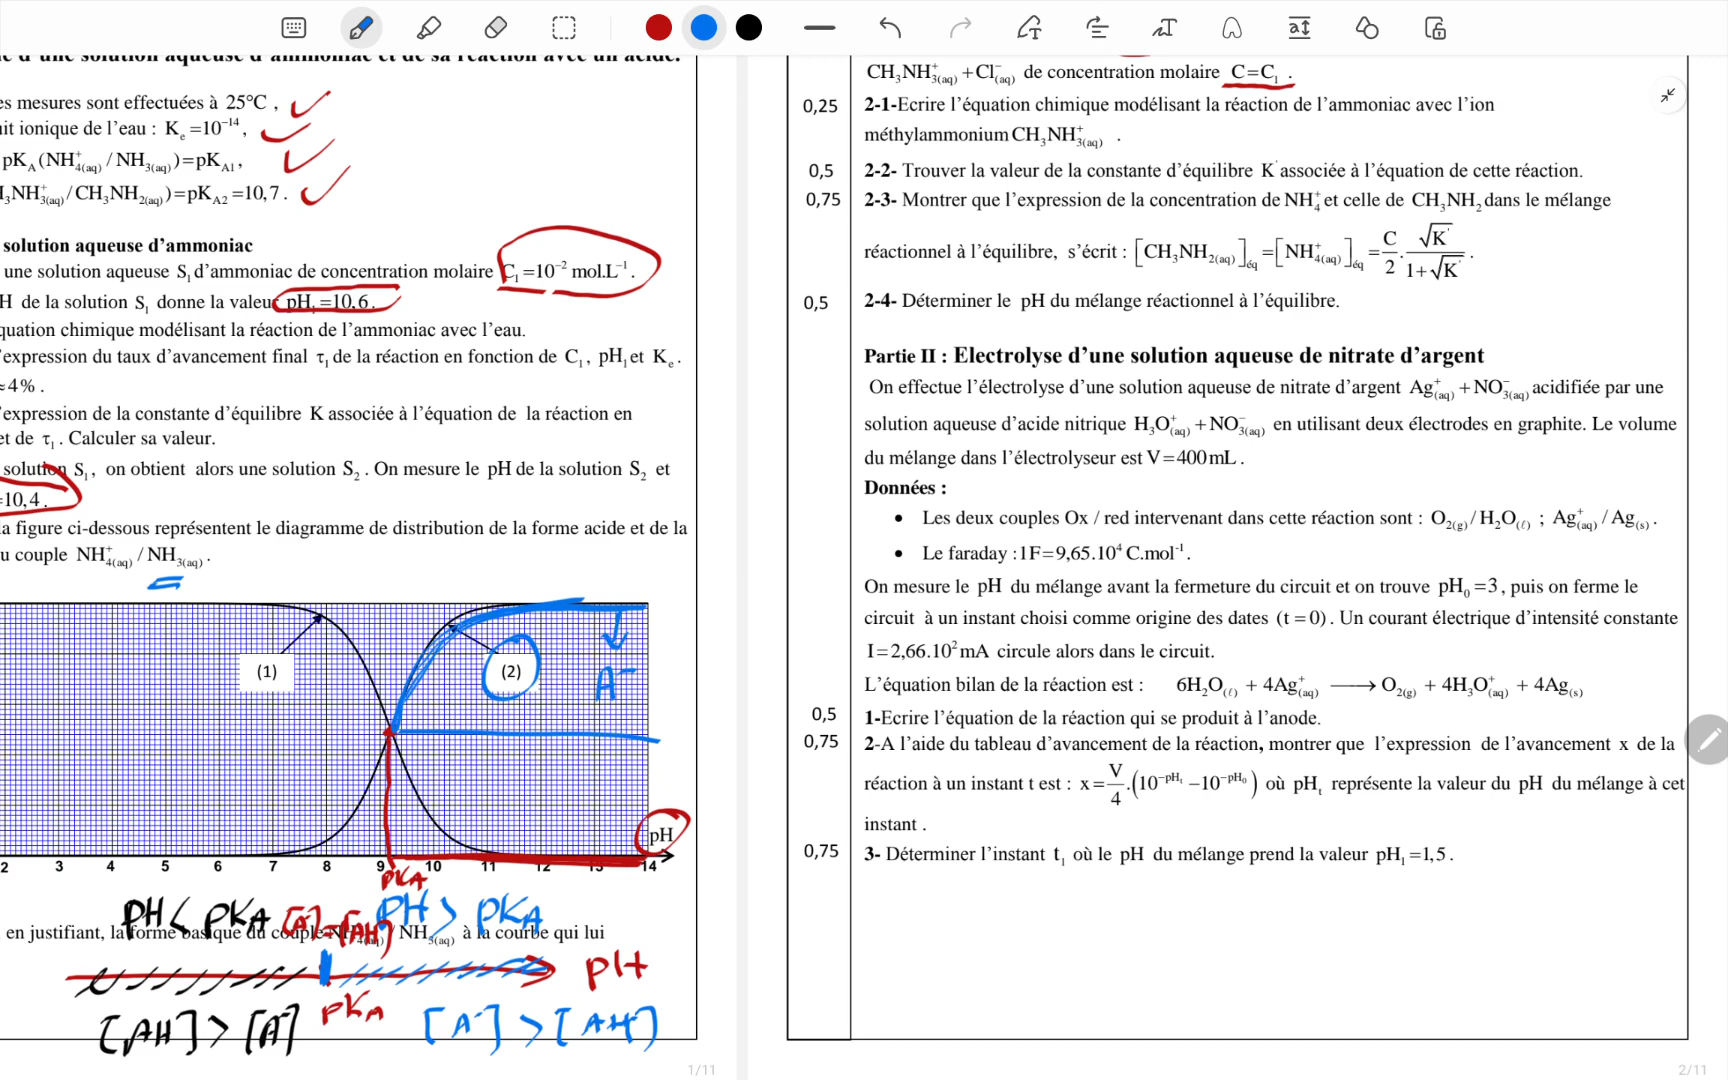 e d'une solution aqueuse d'ammoniac et de sa réaction avec un acide.
es mesures sont effectuées à 25°C ,
uit ionique de l'eau : Ke =10⁻¹⁴ ,
pKA (NH4(aq)+ / NH3(aq)) = pKA1 ,
3NH3(aq)+ / CH3NH2(aq)) = pKA2 =10,7 .
solution aqueuse d'ammoniac
une solution aqueuse S1 d'ammoniac de concentration molaire C1 =10⁻² mol.L⁻¹ .
H de la solution S1 donne la valeur pH1 =10,6 .
quation chimique modélisant la réaction de l'ammoniac avec l'eau.
'expression du taux d'avancement final τ1 de la réaction en fonction de C1 , pH1 et Ke .
≈4% .
'expression de la constante d'équilibre K associée à l'équation de la réaction en
et de τ1 . Calculer sa valeur.
solution S1 , on obtient alors une solution S2 . On mesure le pH de la solution S2 et
=10,4 .
la figure ci-dessous représentent le diagramme de distribution de la forme acide et de la
u couple NH4(aq)+ / NH3(aq) .
(1)
(2)
A⁻
pH
2 3 4 5 6 7 8 9 10 11 12 13 14
PKA
PH < PKA [A⁻]=[AH] PH > PKA
en justifiant, la forme basique du couple NH4(aq)+ / NH3(aq) à la courbe qui lui
PH
PKA
[AH] > [A⁻] [A⁻] > [AH]
1/11
CH3NH3(aq)+ + Cl(aq)− de concentration molaire C=C1 .
0,25 2-1-Ecrire l'équation chimique modélisant la réaction de l'ammoniac avec l'ion
méthylammonium CH3NH3(aq)+ .
0,5 2-2- Trouver la valeur de la constante d'équilibre K' associée à l'équation de cette réaction.
0,75 2-3- Montrer que l'expression de la concentration de NH4+ et celle de CH3NH2 dans le mélange
réactionnel à l'équilibre, s'écrit : [CH3NH2(aq)]éq = [NH4(aq)+]éq = C/2 . √K' / (1+√K') .
0,5 2-4- Déterminer le pH du mélange réactionnel à l'équilibre.
Partie II : Electrolyse d'une solution aqueuse de nitrate d'argent
On effectue l'électrolyse d'une solution aqueuse de nitrate d'argent Ag(aq)+ + NO3(aq)− acidifiée par une
solution aqueuse d'acide nitrique H3O(aq)+ + NO3(aq)− en utilisant deux électrodes en graphite. Le volume
du mélange dans l'électrolyseur est V=400 mL .
Données :
• Les deux couples Ox / red intervenant dans cette réaction sont : O2(g) / H2O(ℓ) ; Ag(aq)+ / Ag(s) .
• Le faraday :1F=9,65.10⁴ C.mol⁻¹ .
On mesure le pH du mélange avant la fermeture du circuit et on trouve pH0 =3 , puis on ferme le
circuit à un instant choisi comme origine des dates (t = 0) . Un courant électrique d'intensité constante
I=2,66.10² mA circule alors dans le circuit.
L'équation bilan de la réaction est : 6H2O(ℓ) + 4Ag(aq)+ ⟶ O2(g) + 4H3O(aq)+ + 4Ag(s)
0,5 1-Ecrire l'équation de la réaction qui se produit à l'anode.
0,75 2-A l'aide du tableau d'avancement de la réaction, montrer que l'expression de l'avancement x de la
réaction à un instant t est : x = V/4 .(10^−pHt − 10^−pH0) où pHt représente la valeur du pH du mélange à cet
instant .
0,75 3- Déterminer l'instant t1 où le pH du mélange prend la valeur pH1 =1,5 .
2/11